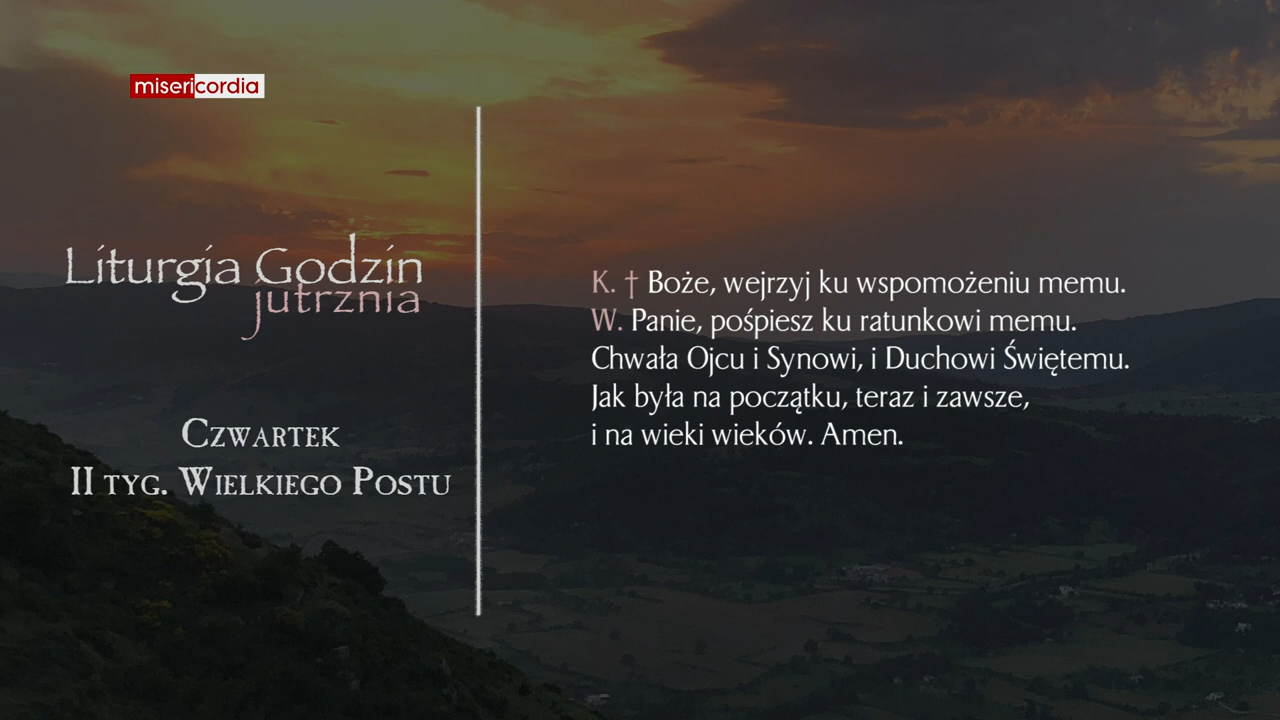 misericordia
Liturgia Godzin
jutrznia
Czwartek
II tyg. Wielkiego Postu
K. † Boże, wejrzyj ku wspomożeniu memu.
W. Panie, pośpiesz ku ratunkowi memu.
Chwała Ojcu i Synowi, i Duchowi Świętemu.
Jak była na początku, teraz i zawsze,
i na wieki wieków. Amen.